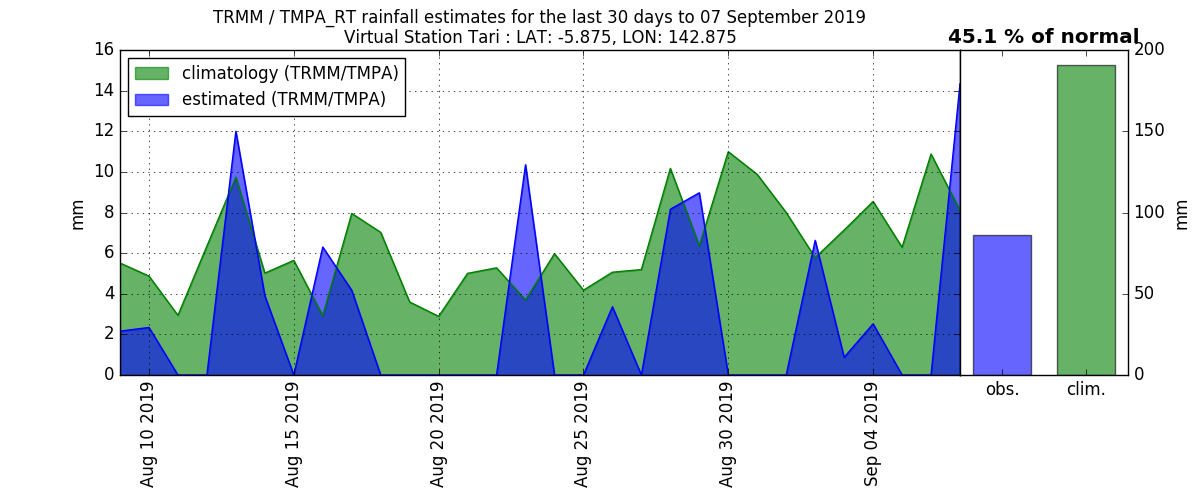 TRMM / TMPA_RT rainfall estimates for the last 30 days to 07 September 2019
Virtual Station Tari : LAT: -5.875, LON: 142.875
45.1 % of normal
climatology (TRMM/TMPA)
estimated (TRMM/TMPA)
mm
16
14
12
10
8
6
4
2
0
Aug 10 2019
Aug 15 2019
Aug 20 2019
Aug 25 2019
Aug 30 2019
Sep 04 2019
obs.
clim.
200
150
100
50
0
mm